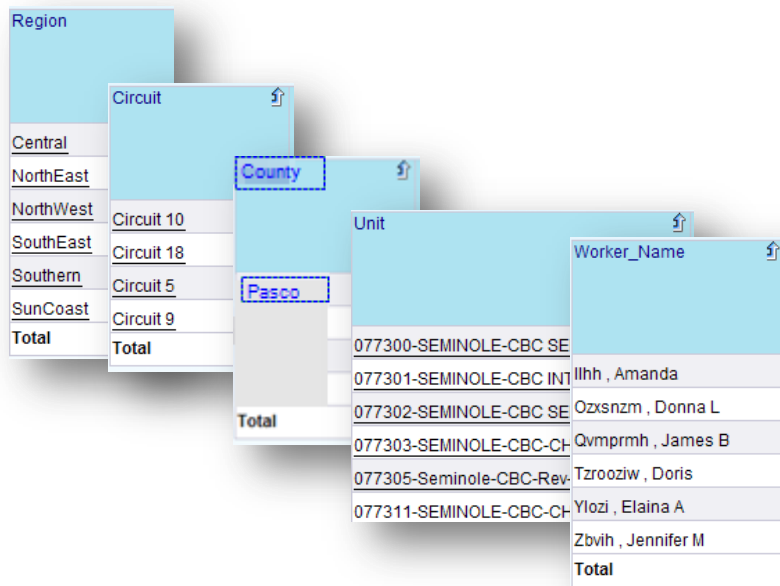 Region
Central
NorthEast
NorthWest
SouthEast
Southern
SunCoast
Total
Circuit
Circuit 10
Circuit 18
Circuit 5
Circuit 9
Total
County
Pasco
Total
Unit
077300-SEMINOLE-CBC SE
077301-SEMINOLE-CBC INT
077302-SEMINOLE-CBC SE
077303-SEMINOLE-CBC-CH
077305-Seminole-CBC-Rev-
077311-SEMINOLE-CBC-CH
Worker_Name
Ilhh , Amanda
Ozxsnzm , Donna L
Qvmprmh , James B
Tzrooziw , Doris
Ylozi , Elaina A
Zbvih , Jennifer M
Total